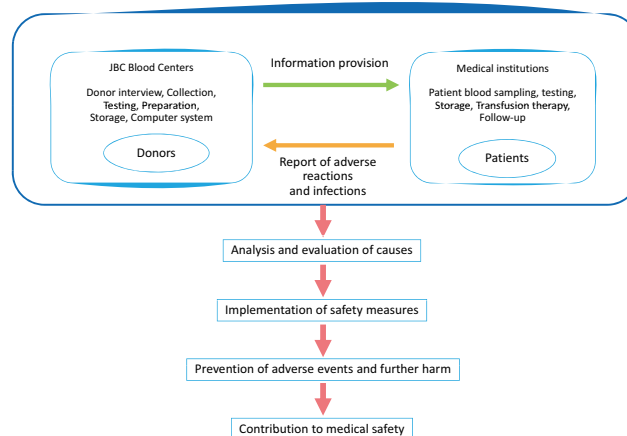 JBC Blood Centers
Donor interview, Collection,
Testing, Preparation,
Storage, Computer system
Donors
Information provision
Report of adverse
reactions
and infections
Medical institutions
Patient blood sampling, testing,
Storage, Transfusion therapy,
Follow-up
Patients
Analysis and evaluation of causes
Implementation of safety measures
Prevention of adverse events and further harm
Contribution to medical safety